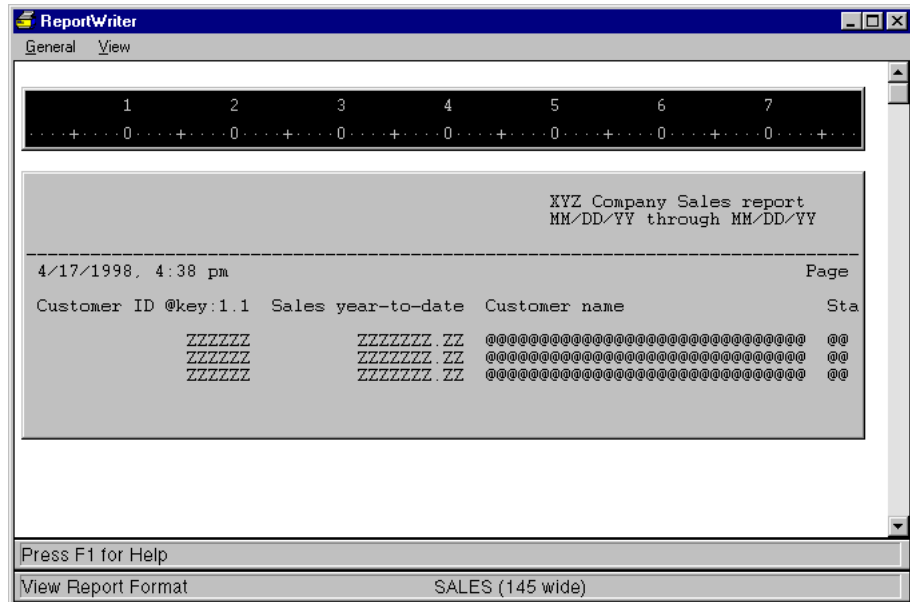 ReportWriter
General View
1 2 3 4 5 6 7
....+....0....+....0....+....0....+....0....+....0....+....0....+....0....+...
XYZ Company Sales report
MM/DD/YY through MM/DD/YY
4/17/1998, 4:38 pm Page
Customer ID @key:1.1 Sales year-to-date Customer name Sta
ZZZZZZ ZZZZZZZ.ZZ @@@@@@@@@@@@@@@@@@@@@@@@@@@@@@ @@
ZZZZZZ ZZZZZZZ.ZZ @@@@@@@@@@@@@@@@@@@@@@@@@@@@@@ @@
ZZZZZZ ZZZZZZZ.ZZ @@@@@@@@@@@@@@@@@@@@@@@@@@@@@@ @@
Press F1 for Help
View Report Format SALES (145 wide)